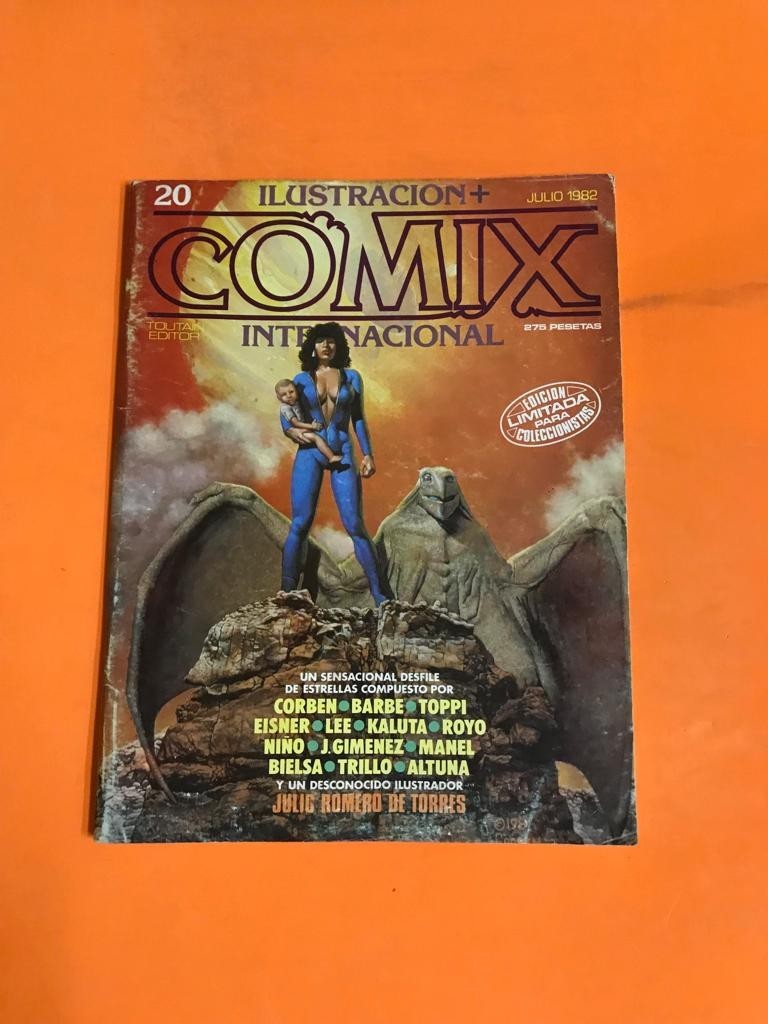 20
ILUSTRACION+
JULIO 1982
COMIX
TOUTAIN
EDITOR
INTERNACIONAL
275 PESETAS
EDICION
LIMITADA
PARA
COLECCIONISTAS
UN SENSACIONAL DESFILE
DE ESTRELLAS COMPUESTO POR
CORBEN • BARBE • TOPPI
EISNER • LEE • KALUTA • ROYO
NIÑO • J.GIMENEZ • MANEL
BIELSA • TRILLO • ALTUNA
Y UN DESCONOCIDO ILUSTRADOR
JULIO ROMERO DE TORRES